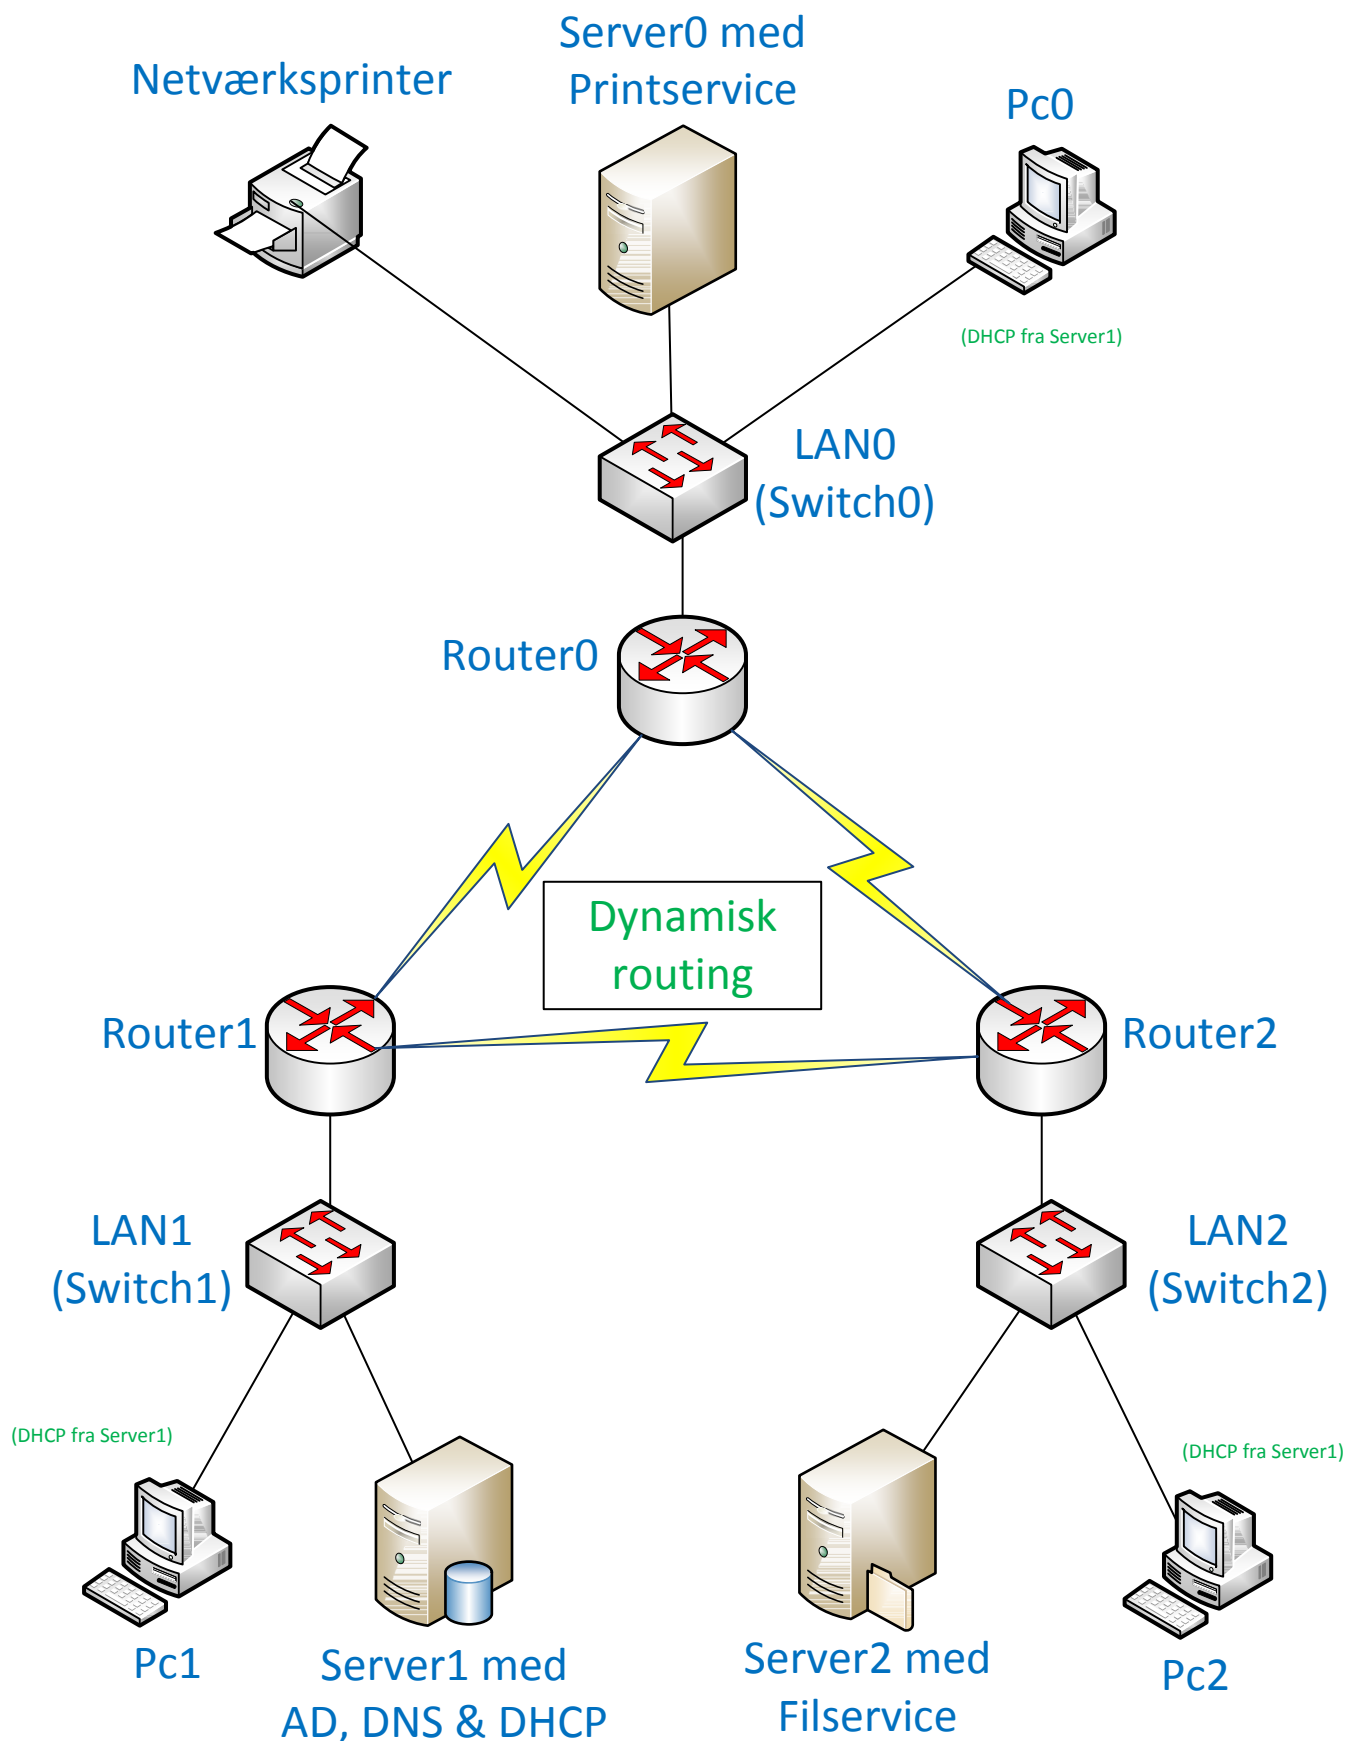 Server0 med
Printservice
Netværksprinter
Pc0
(DHCP fra Server1)
LAN0
(Switch0)
Router0
Dynamisk
routing
Router1
Router2
LAN1
(Switch1)
LAN2
(Switch2)
(DHCP fra Server1)
(DHCP fra Server1)
Pc1
Server1 med
AD, DNS & DHCP
Server2 med
Filservice
Pc2